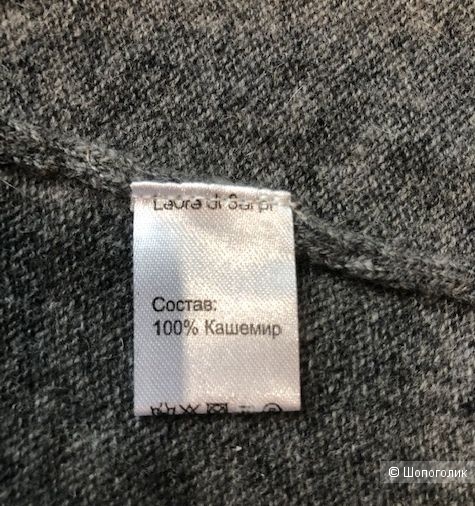 Laura di Sarpi
Состав:
100% Кашемир
© Шопоголик